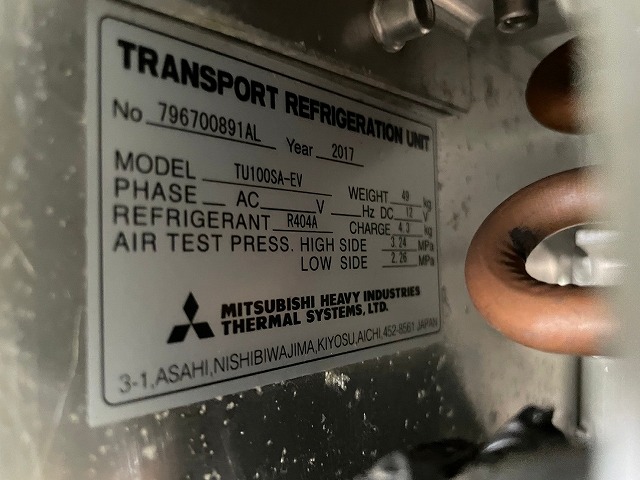 TRANSPORT REFRIGERATION UNIT
No 796700891AL Year 2017
MODEL TU100SA-EV WEIGHT 49 kg
PHASE AC V Hz DC 12 V
REFRIGERANT R404A CHARGE 4.3 kg
AIR TEST PRESS. HIGH SIDE 3.24 MPa
LOW SIDE 2.26 MPa
MITSUBISHI HEAVY INDUSTRIES
THERMAL SYSTEMS, LTD.
3-1, ASAHI, NISHIBIWAJIMA, KIYOSU, AICHI, 452-8561 JAPAN